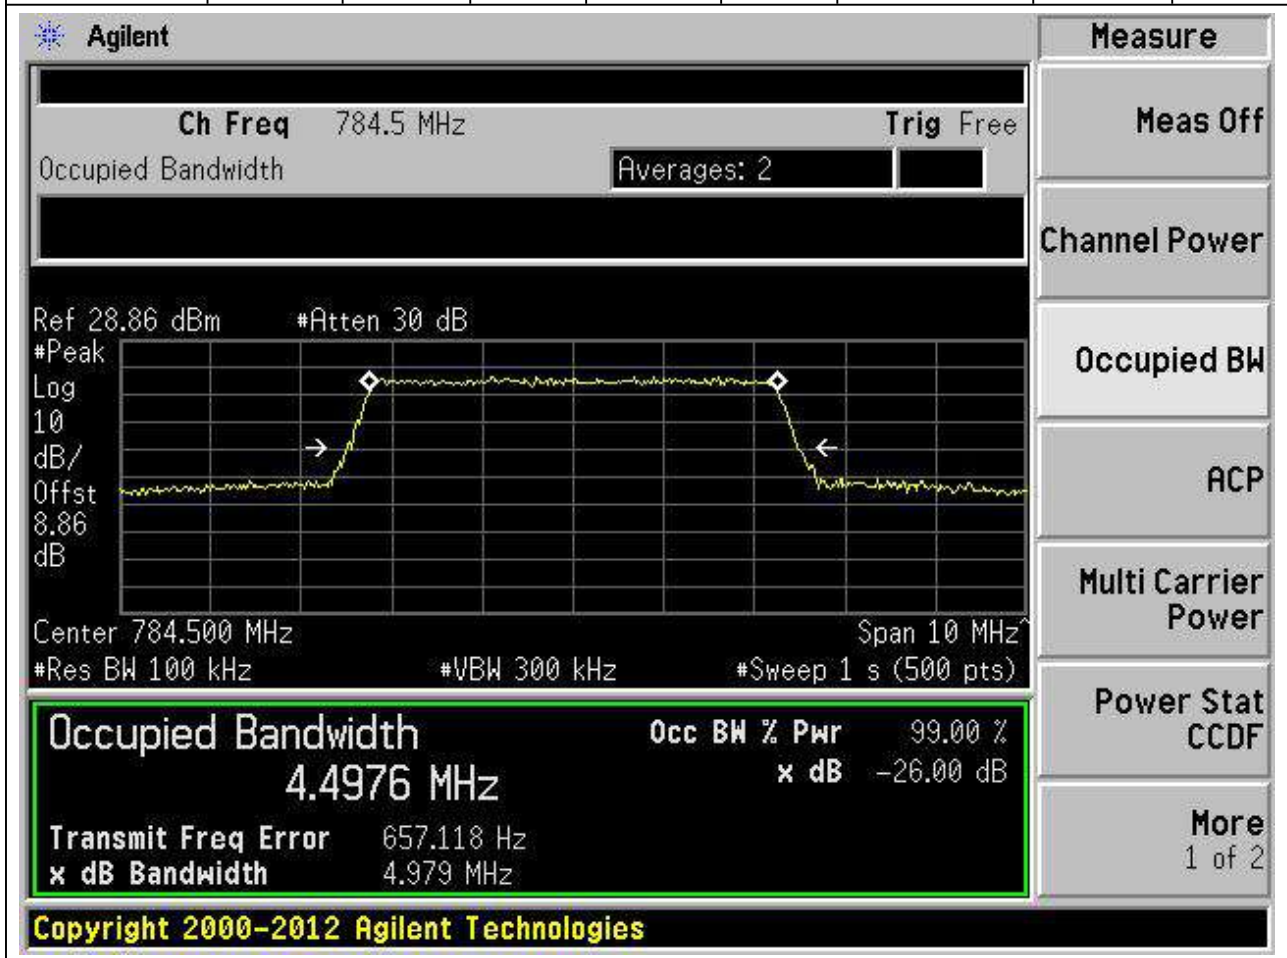 Agilent
Measure
Ch Freq 784.5 MHz Trig Free
Meas Off
Occupied Bandwidth Averages: 2
Channel Power
Ref 28.86 dBm #Atten 30 dB
#Peak
Log
10
dB/
Offst
8.86
dB
Occupied BW
ACP
Center 784.500 MHz Span 10 MHz^
#Res BW 100 kHz #VBW 300 kHz #Sweep 1 s (500 pts)
Multi Carrier
Power
Occupied Bandwidth Occ BW % Pwr 99.00 %
4.4976 MHz x dB -26.00 dB
Transmit Freq Error 657.118 Hz
x dB Bandwidth 4.979 MHz
Power Stat
CCDF
More
1 of 2
Copyright 2000-2012 Agilent Technologies